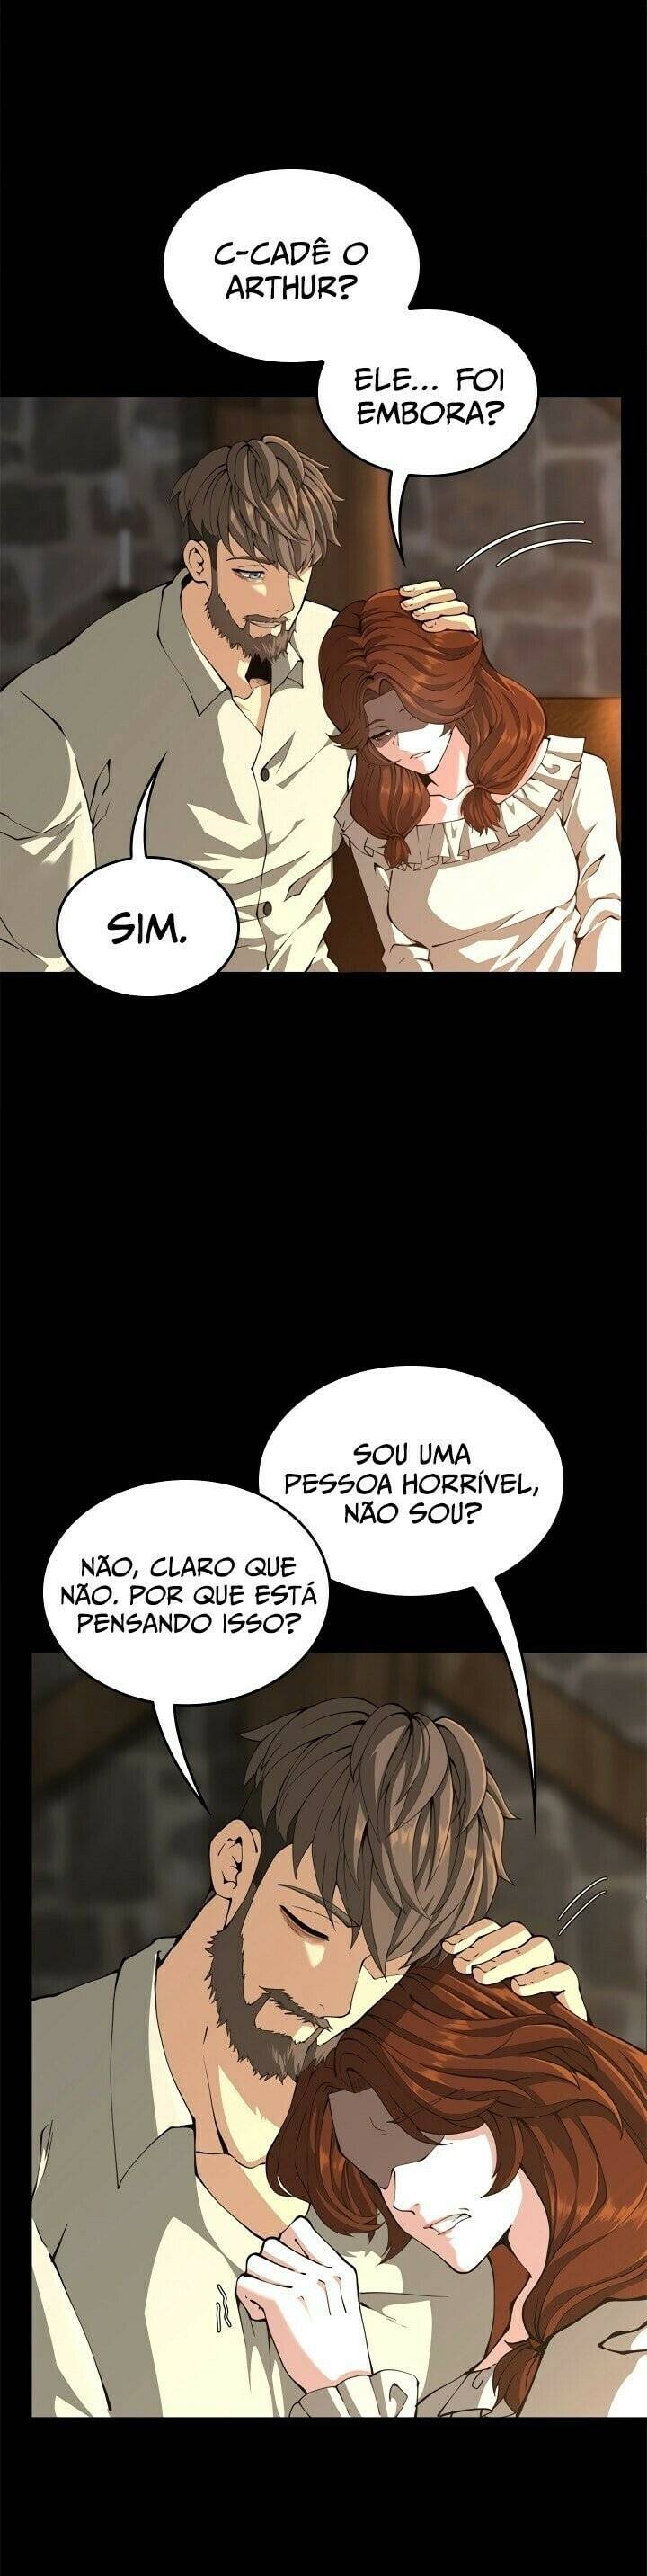 C-CADÊ O
ARTHUR?
ELE... FOI
EMBORA?
SIM.
SOU UMA
PESSOA HORRÍVEL,
NÃO SOU?
NÃO, CLARO QUE
NÃO. POR QUE ESTÁ
PENSANDO ISSO?